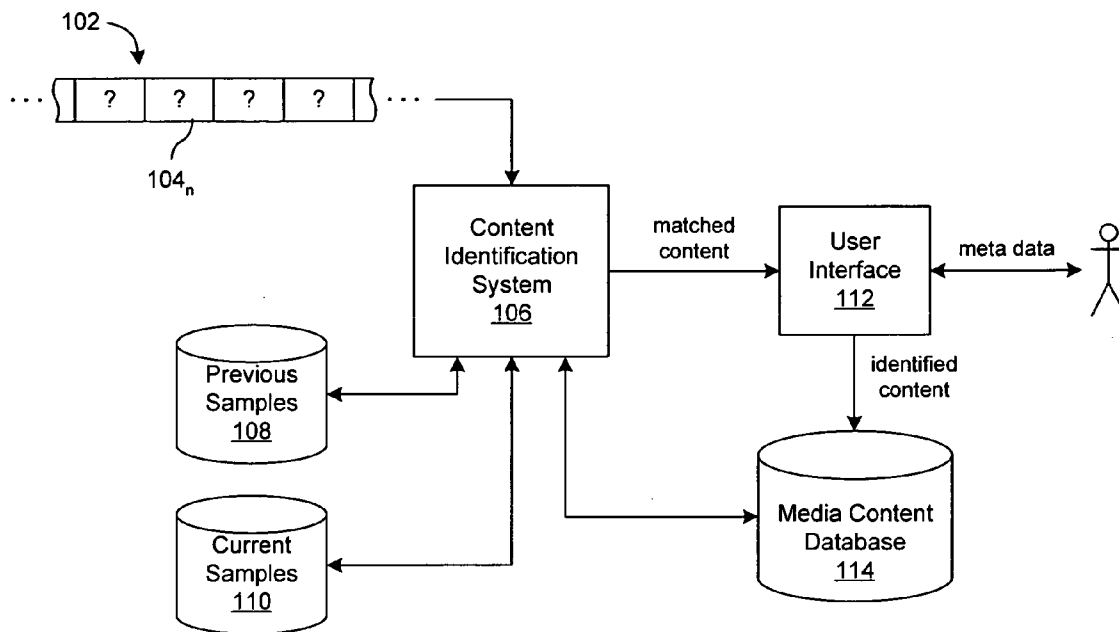 102
... ? ? ? ? ...
104n
Content
Identification
System
106
matched
content
User
Interface
112
meta data
identified
content
Previous
Samples
108
Current
Samples
110
Media Content
Database
114